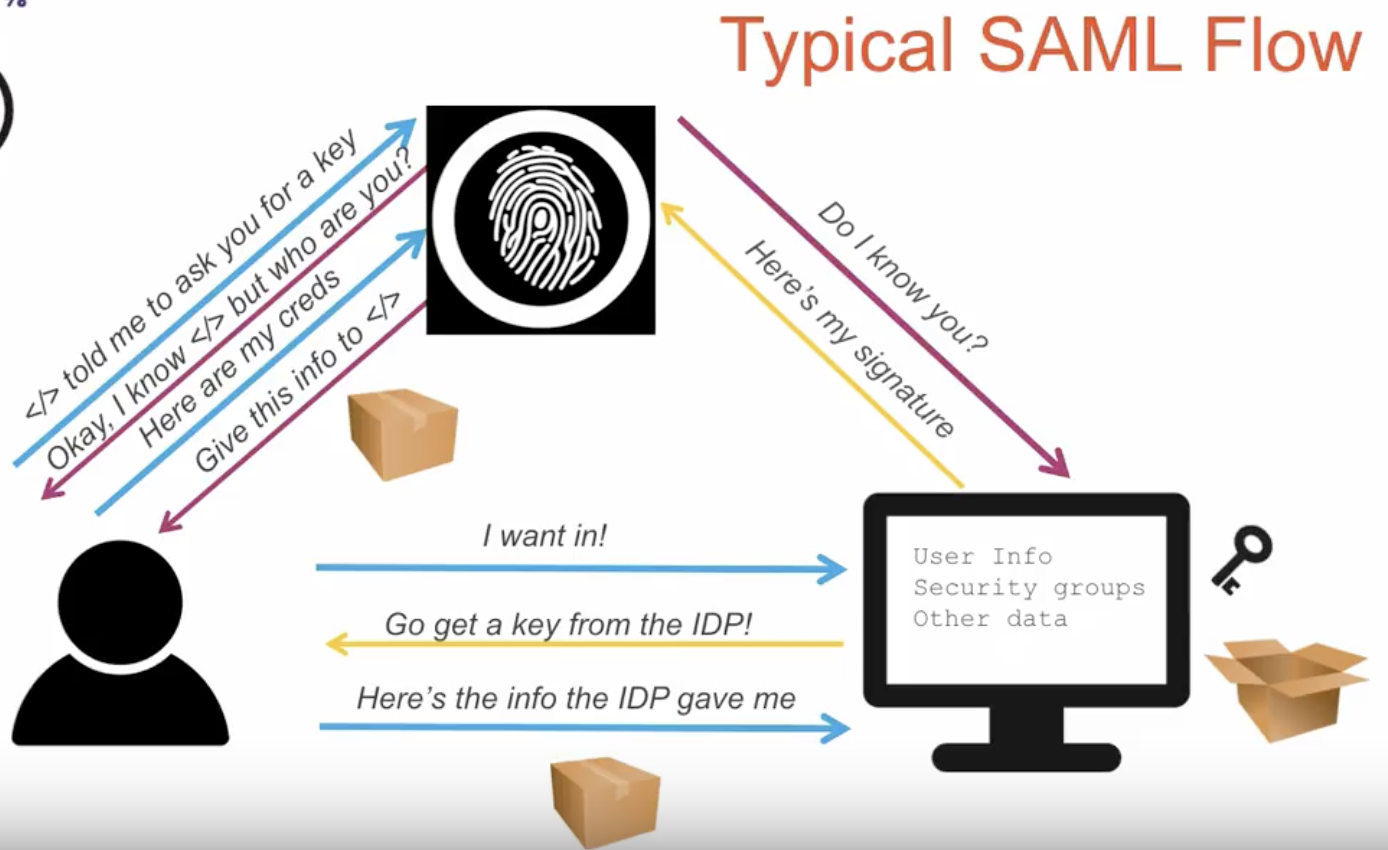 %
Typical SAML Flow
</> told me to ask you for a key
Okay, I know </> but who are you?
Here are my creds
Give this info to </>
Do I know you?
Here's my signature
I want in!
Go get a key from the IDP!
Here's the info the IDP gave me
User Info
Security groups
Other data